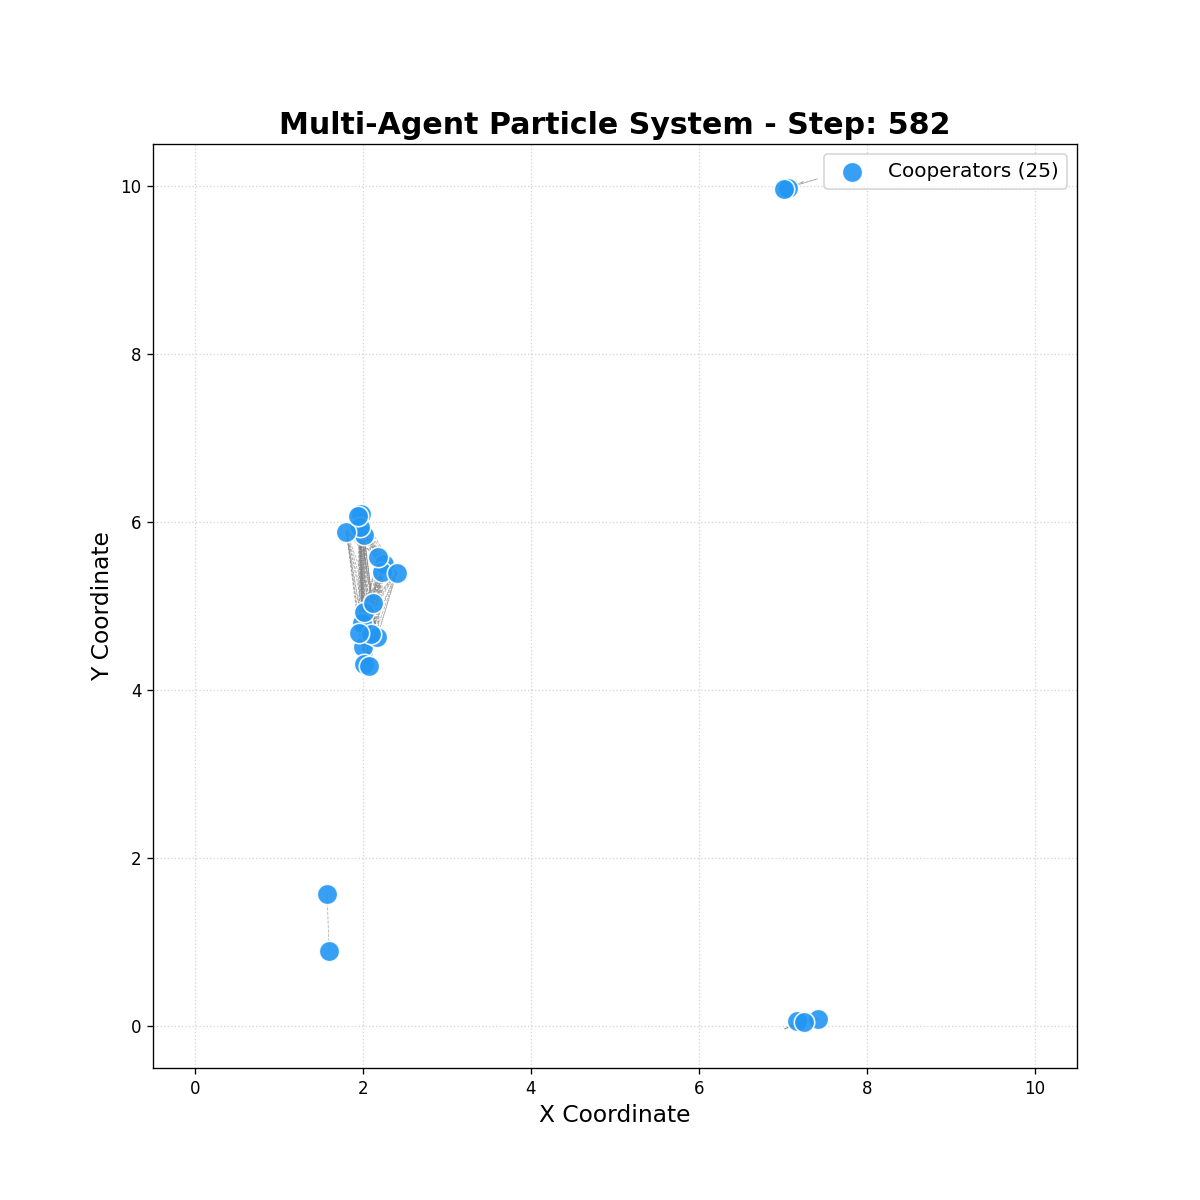 Multi-Agent Particle System - Step: 582
Cooperators (25)
10
8
6
4
2
0
Y Coordinate
0 2 4 6 8 10
X Coordinate